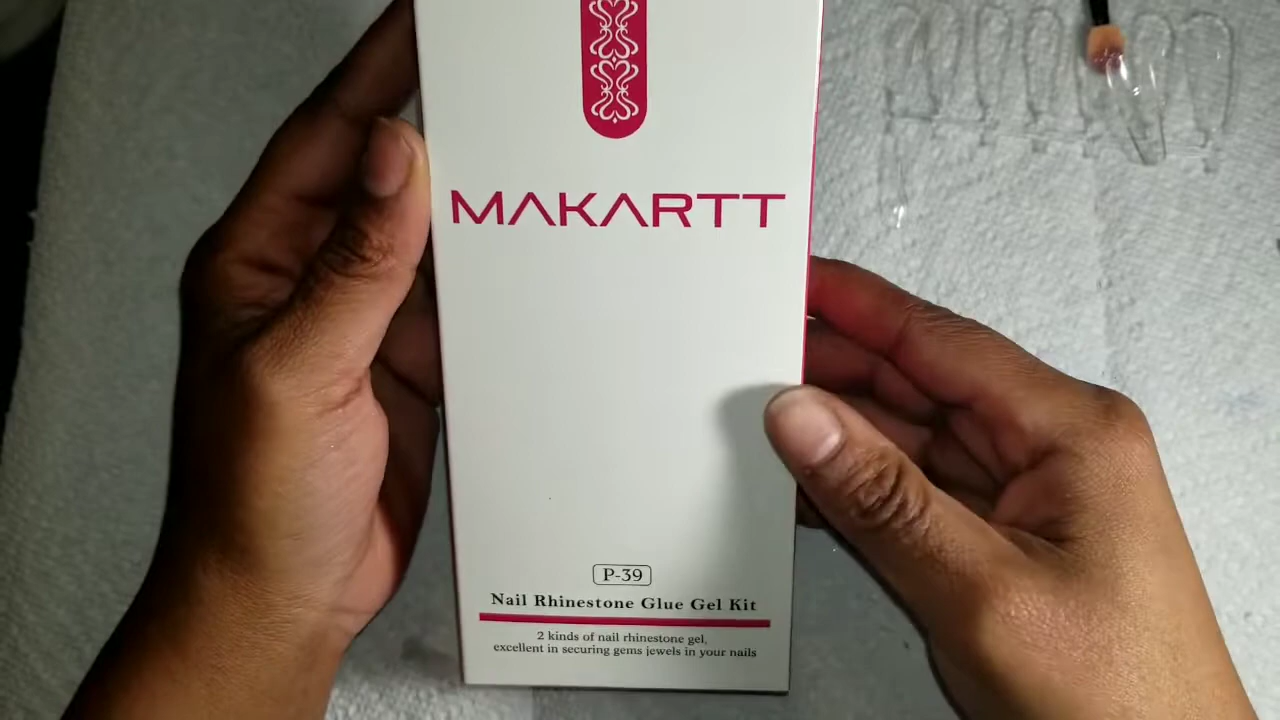 MAKARTT
P-39
Nail Rhinestone Glue Gel Kit
2 kinds of nail rhinestone gel,
excellent in securing gems jewels in your nails